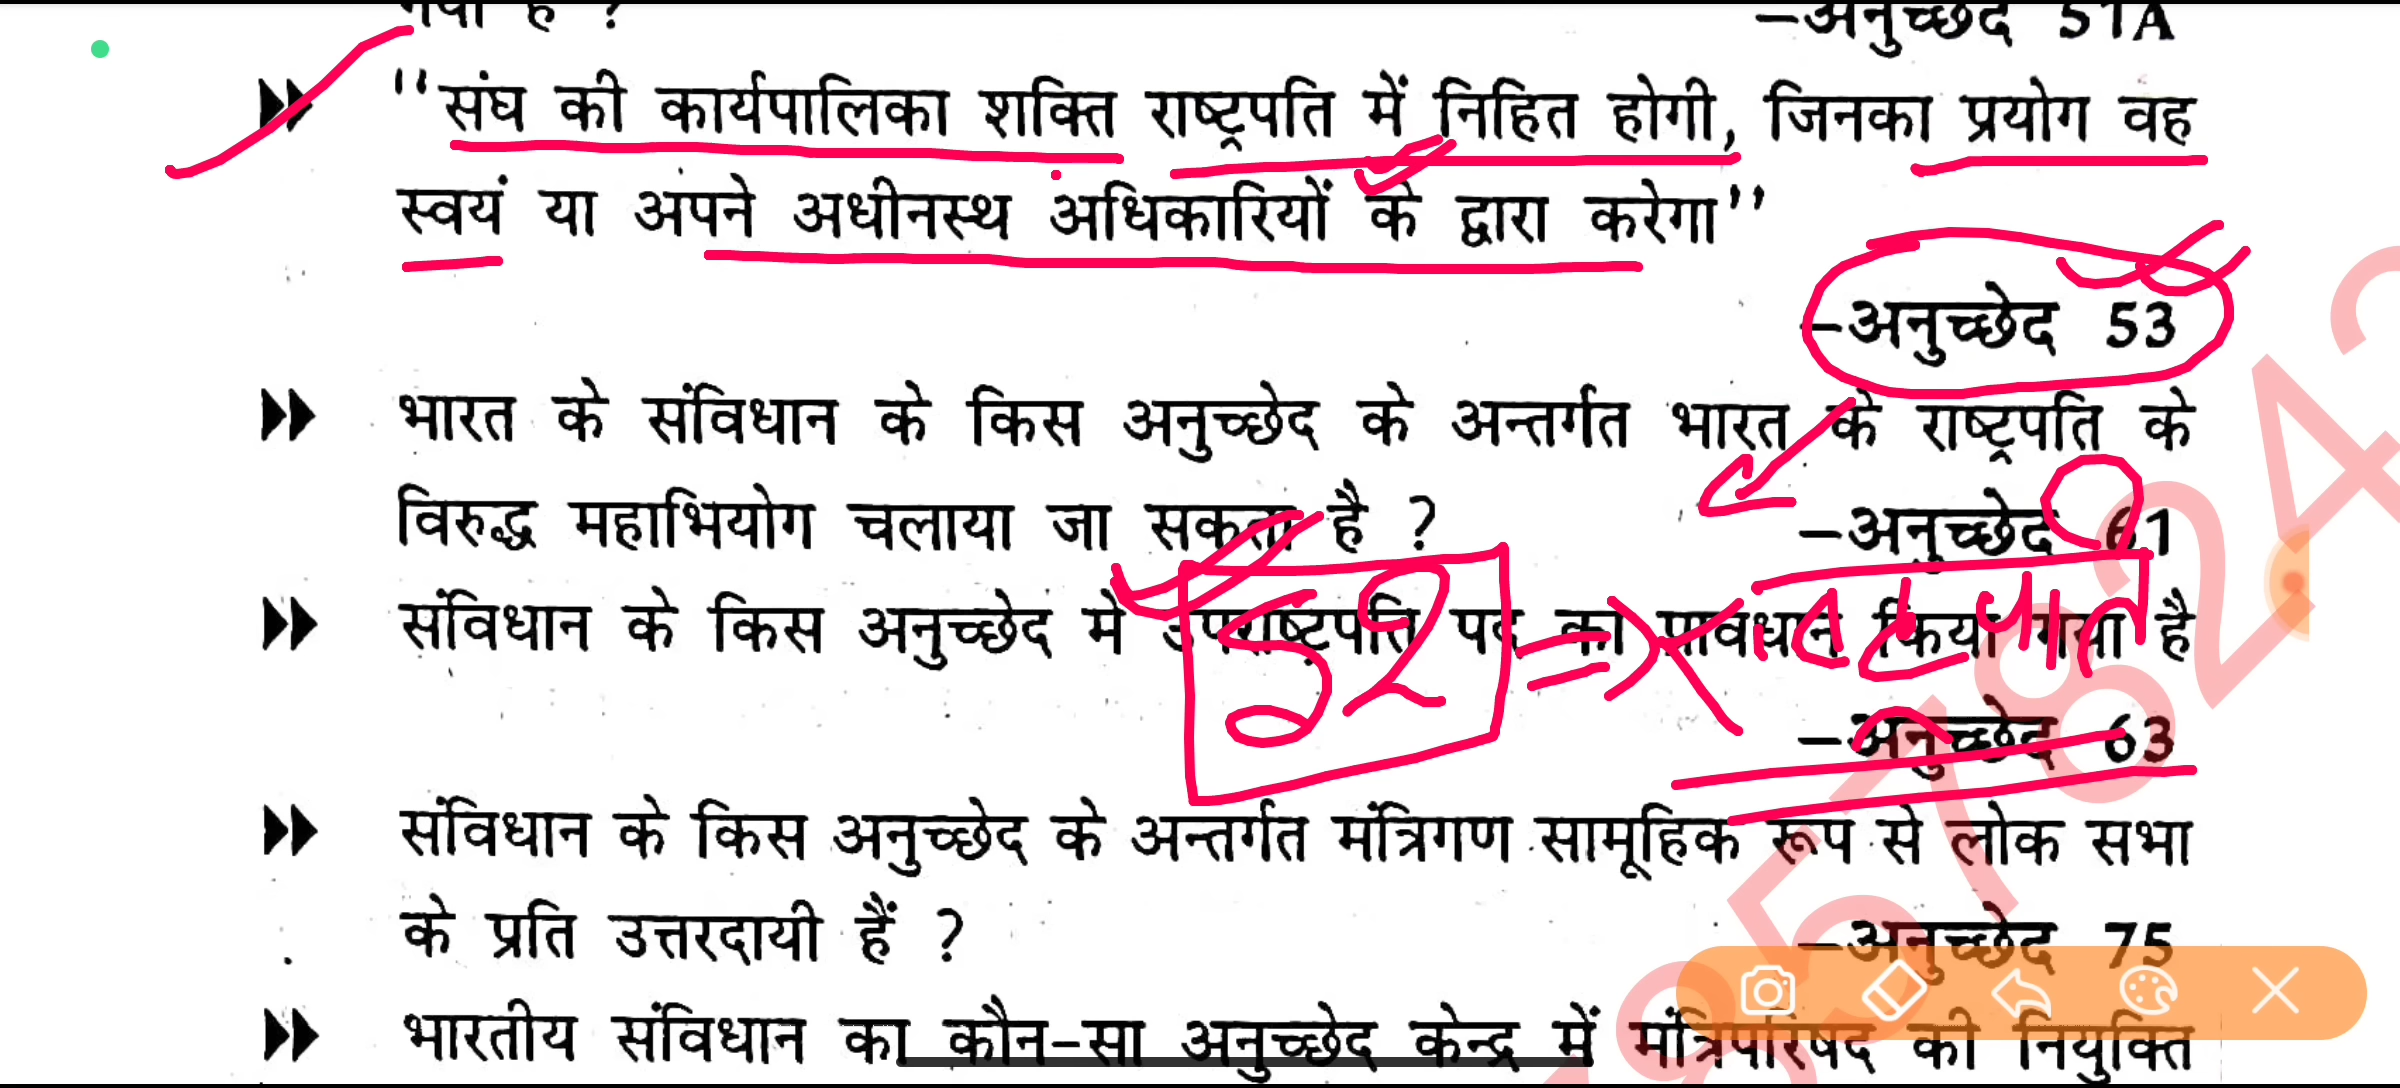 गया है ?
–अनुच्छेद 51A
"संघ की कार्यपालिका शक्ति राष्ट्रपति में निहित होगी, जिनका प्रयोग वह
स्वयं या अपने अधीनस्थ अधिकारियों के द्वारा करेगा"
–अनुच्छेद 53
भारत के संविधान के किस अनुच्छेद के अन्तर्गत भारत के राष्ट्रपति के
विरुद्ध महाभियोग चलाया जा सकता है ? –अनुच्छेद 61
संविधान के किस अनुच्छेद में उपराष्ट्रपति पद का प्रावधान किया गया है
52 =>
–अनुच्छेद 63
संविधान के किस अनुच्छेद के अन्तर्गत मंत्रिगण सामूहिक रूप से लोक सभा
के प्रति उत्तरदायी हैं ? –अनुच्छेद 75
भारतीय संविधान का कौन-सा अनुच्छेद केन्द्र में मंत्रिपरिषद की नियुक्ति